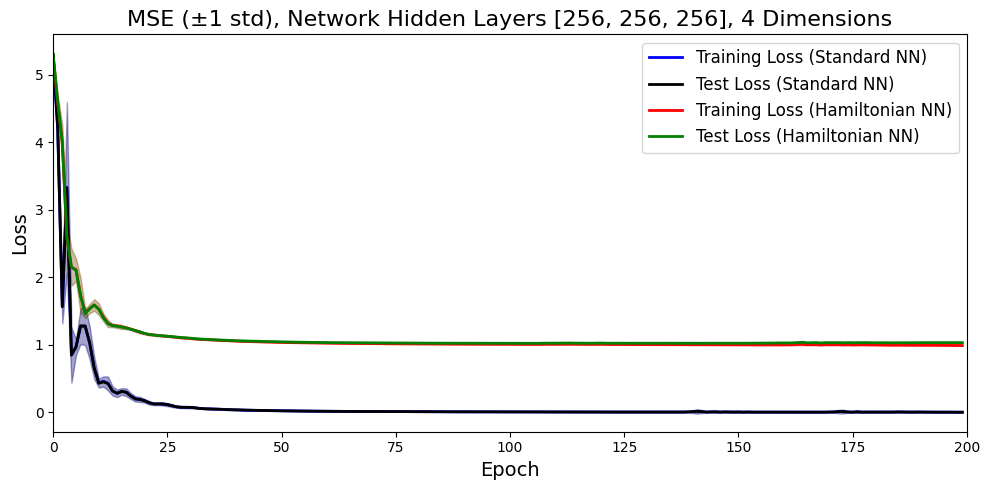 MSE (±1 std), Network Hidden Layers [256, 256, 256], 4 Dimensions
Loss
5
4
3
2
1
0
Training Loss (Standard NN)
Test Loss (Standard NN)
Training Loss (Hamiltonian NN)
Test Loss (Hamiltonian NN)
0 25 50 75 100 125 150 175 200
Epoch